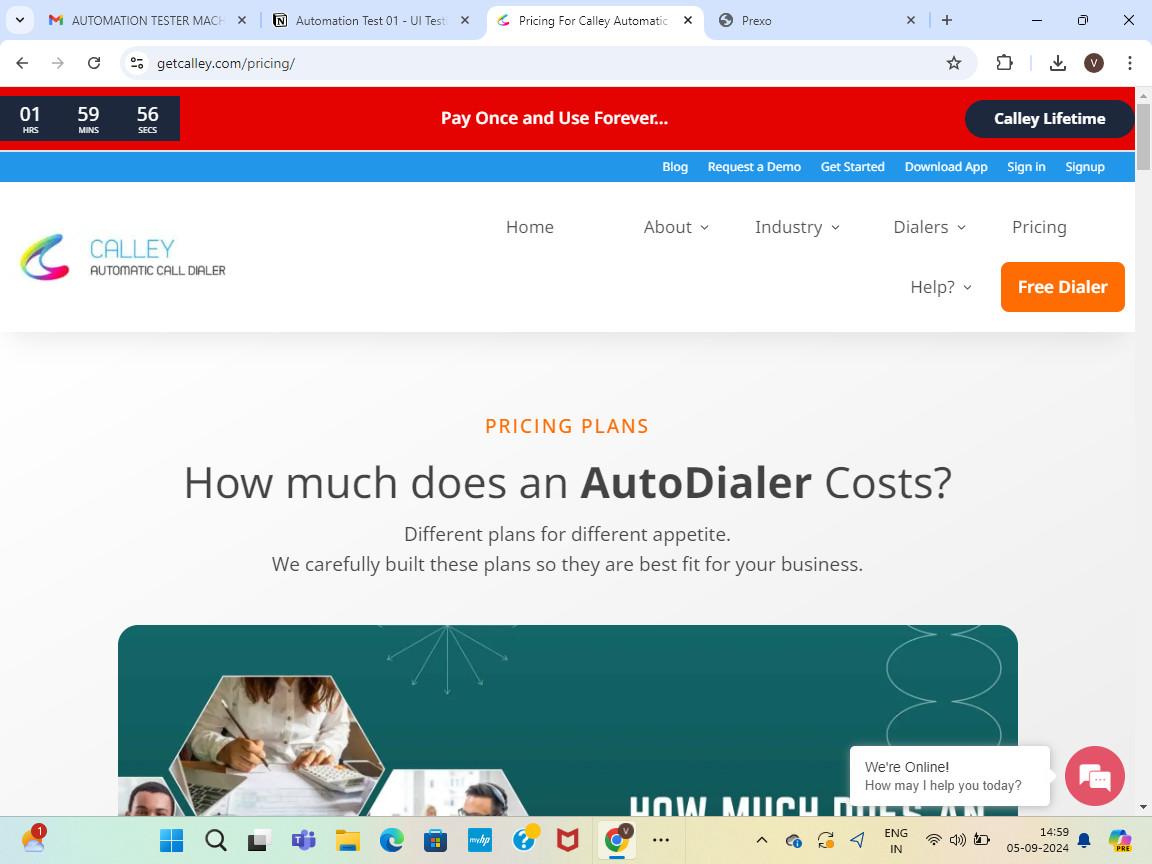 AUTOMATION TESTER MACH
Automation Test 01 - UI Test
Pricing For Calley Automatic
Prexo
getcalley.com/pricing/
V
01 59 56
HRS MINS SECS
Pay Once and Use Forever...
Calley Lifetime
Blog Request a Demo Get Started Download App Sign in Signup
Home About Industry Dialers Pricing
CALLEY
AUTOMATIC CALL DIALER
Help? Free Dialer
PRICING PLANS
How much does an AutoDialer Costs?
Different plans for different appetite.
We carefully built these plans so they are best fit for your business.
We're Online!
How may I help you today?
HOW MUCH DOES AN
1
myhp
V
ENG
IN
14:59
05-09-2024
PRE